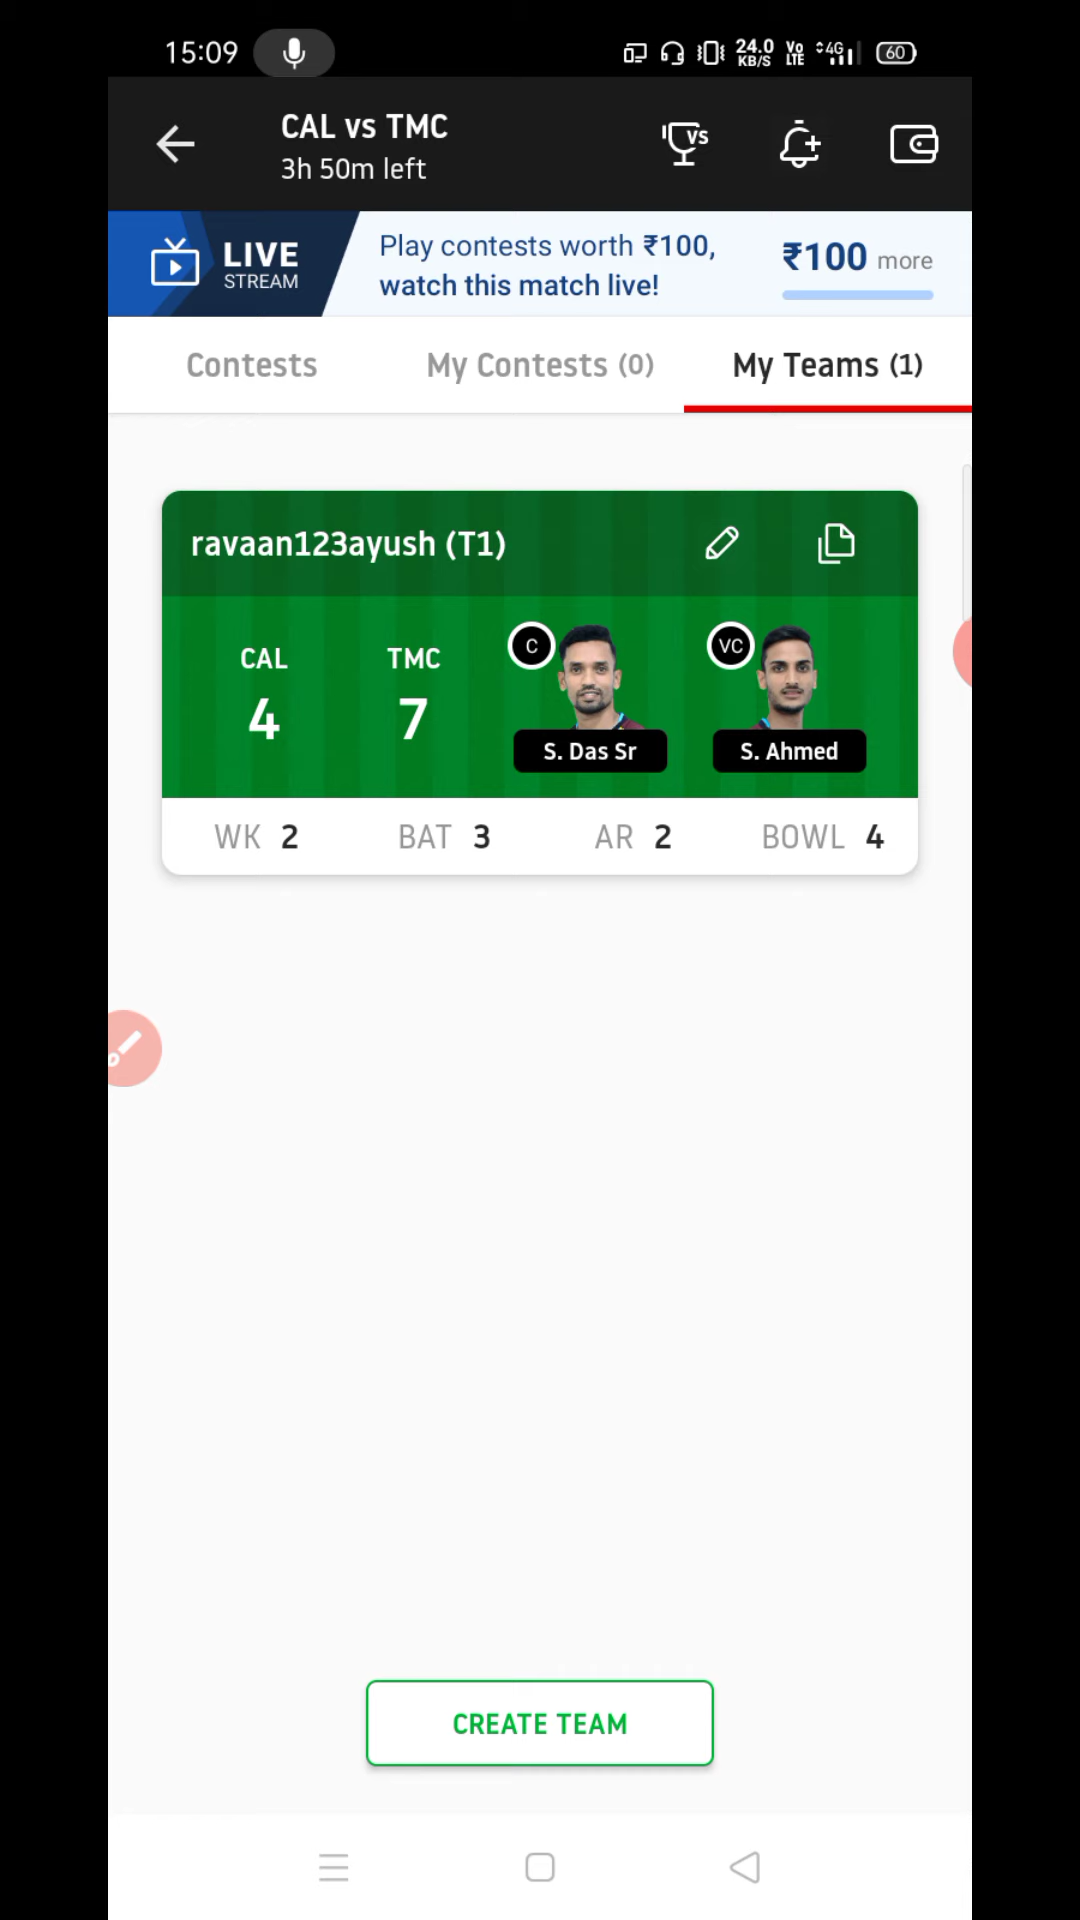 15:09
24.0
KB/S
Vo
LTE
4G
60
CAL vs TMC
3h 50m left
VS
LIVE
STREAM
Play contests worth ₹100,
watch this match live!
₹100 more
Contests
My Contests (0)
My Teams (1)
ravaan123ayush (T1)
CAL
4
TMC
7
C
S. Das Sr
VC
S. Ahmed
WK 2
BAT 3
AR 2
BOWL 4
CREATE TEAM